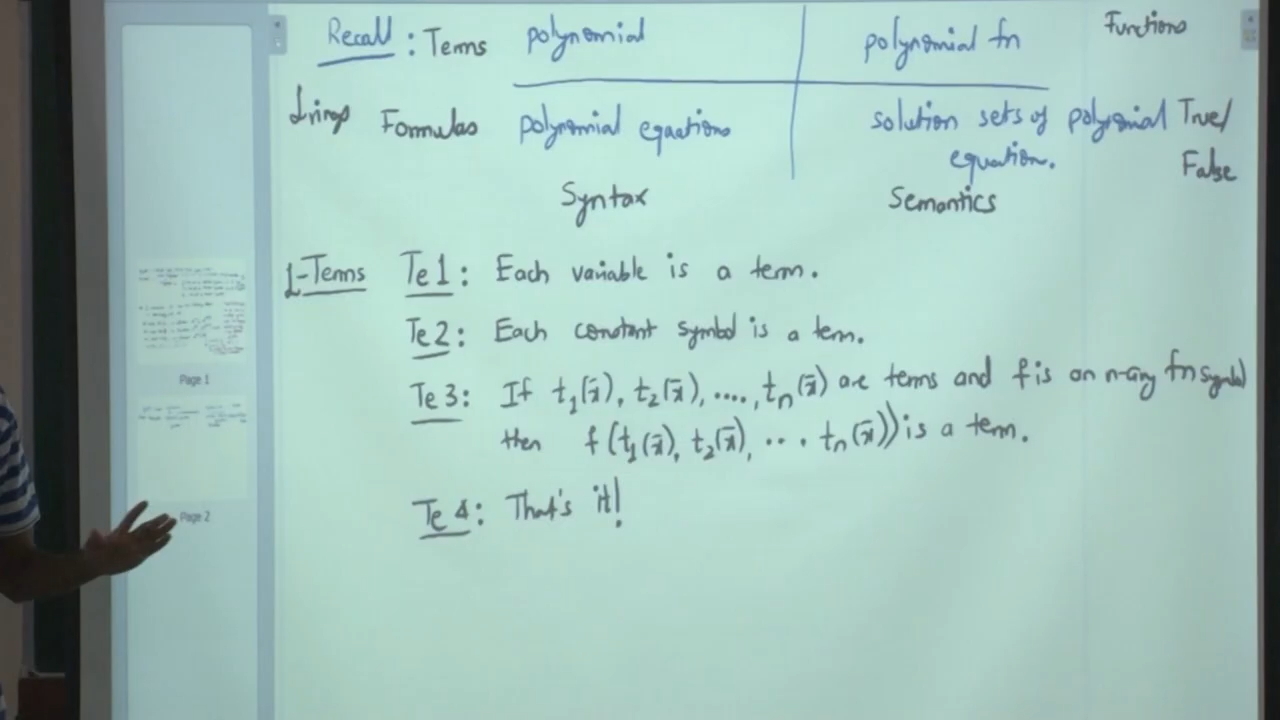 Recall : Terms polynomial polynomial fn Functions
Lrings Formulas polynomial equations solution sets of polynomial equation. True/ False
Syntax Semantics
L-Terms Te1: Each variable is a term.
Te2: Each constant symbol is a term.
Te3: If t₁(x̄), t₂(x̄), ...., tₙ(x̄) are terms and f is an n-ary fn symbol
then f(t₁(x̄), t₂(x̄), ... tₙ(x̄)) is a term.
Te4: That's it!
Page 1
Page 2